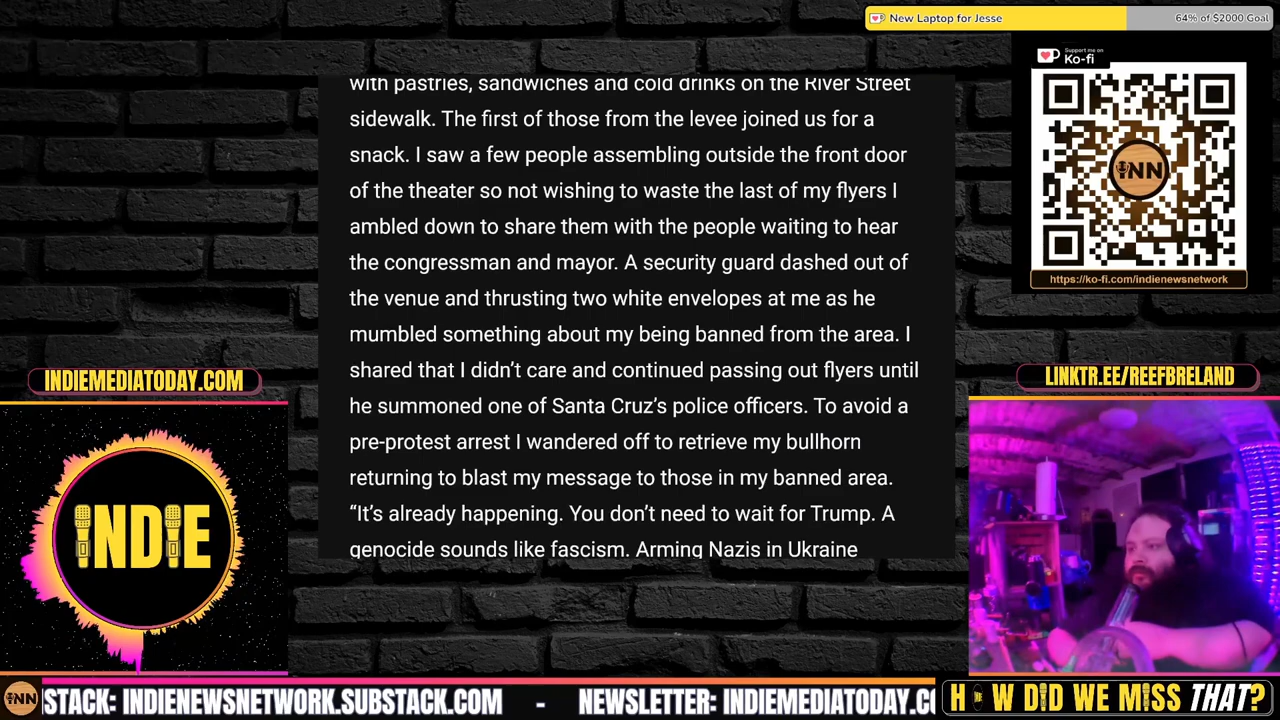 New Laptop for Jesse
64% of $2000 Goal
Support me on
Ko-fi
iNN
https://ko-fi.com/indienewsnetwork
with pastries, sandwiches and cold drinks on the River Street
sidewalk. The first of those from the levee joined us for a
snack. I saw a few people assembling outside the front door
of the theater so not wishing to waste the last of my flyers I
ambled down to share them with the people waiting to hear
the congressman and mayor. A security guard dashed out of
the venue and thrusting two white envelopes at me as he
mumbled something about my being banned from the area. I
shared that I didn’t care and continued passing out flyers until
he summoned one of Santa Cruz’s police officers. To avoid a
pre-protest arrest I wandered off to retrieve my bullhorn
returning to blast my message to those in my banned area.
“It’s already happening. You don’t need to wait for Trump. A
genocide sounds like fascism. Arming Nazis in Ukraine
INDIEMEDIATODAY.COM
LINKTR.EE/REEFBRELAND
iNDiE
iNN
STACK: INDIENEWSNETWORK.SUBSTACK.COM - NEWSLETTER: INDIEMEDIATODAY.C
HOW DiD WE MiSS THAT?